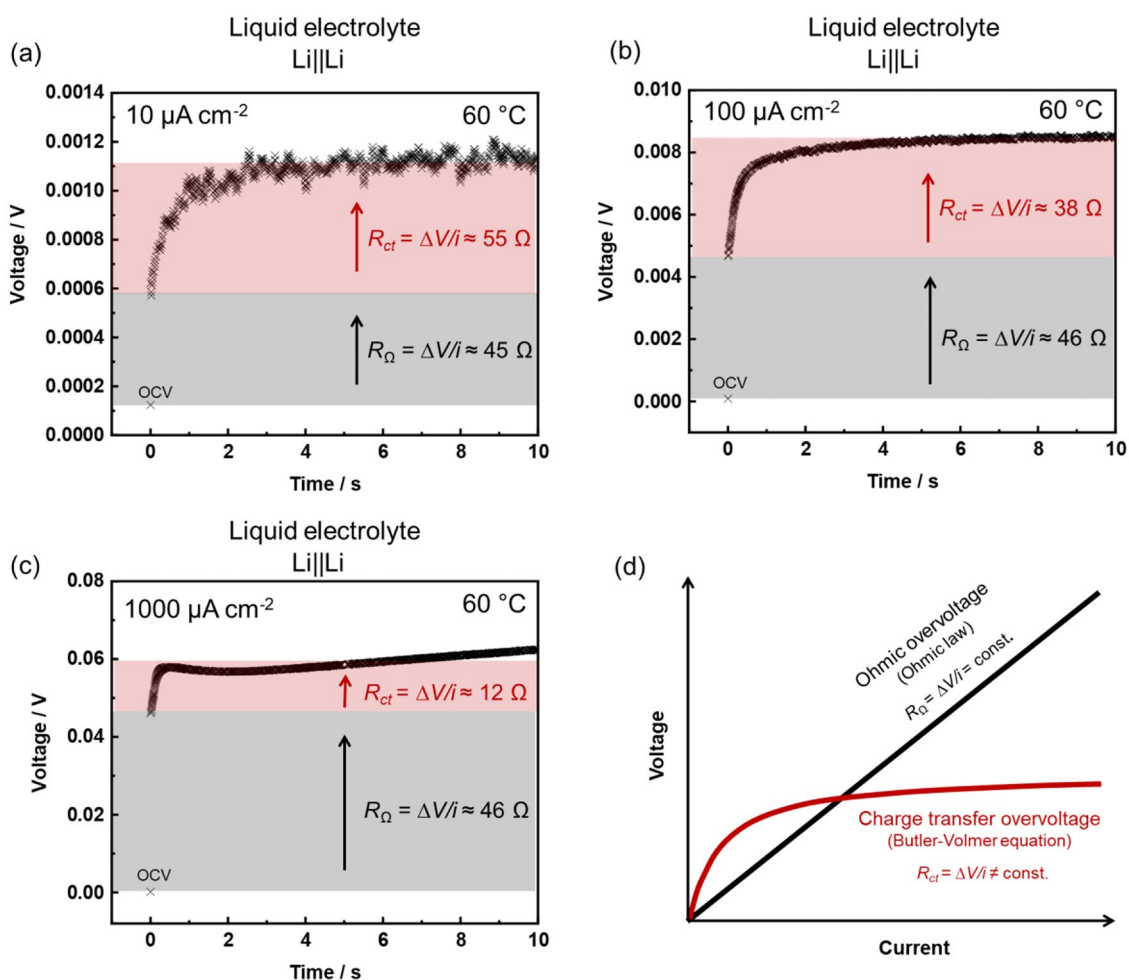 (a)
Liquid electrolyte
Li||Li
10 µA cm-2
60 °C
0.0014
0.0012
0.0010
0.0008
0.0006
0.0004
0.0002
0.0000
Voltage / V
Rct = ΔV/i ≈ 55 Ω
RΩ = ΔV/i ≈ 45 Ω
OCV
0 2 4 6 8 10
Time / s
(b)
Liquid electrolyte
Li||Li
100 µA cm-2
60 °C
0.010
0.008
0.006
0.004
0.002
0.000
Voltage / V
Rct = ΔV/i ≈ 38 Ω
RΩ = ΔV/i ≈ 46 Ω
OCV
0 2 4 6 8 10
Time / s
(c)
Liquid electrolyte
Li||Li
1000 µA cm-2
60 °C
0.08
0.06
0.04
0.02
0.00
Voltage / V
Rct = ΔV/i ≈ 12 Ω
RΩ = ΔV/i ≈ 46 Ω
OCV
0 2 4 6 8 10
Time / s
(d)
Voltage
Ohmic overvoltage
(Ohmic law)
RΩ = ΔV/i = const.
Charge transfer overvoltage
(Butler-Volmer equation)
Rct = ΔV/i ≠ const.
Current